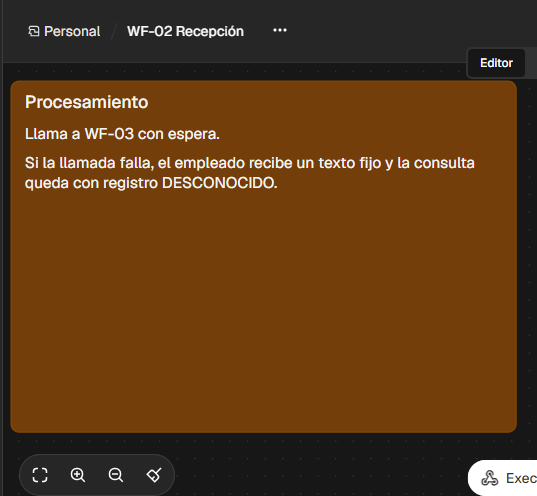 Personal / WF-02 Recepción ...
Editor
Procesamiento
Llama a WF-03 con espera.
Si la llamada falla, el empleado recibe un texto fijo y la consulta
queda con registro DESCONOCIDO.
Exec